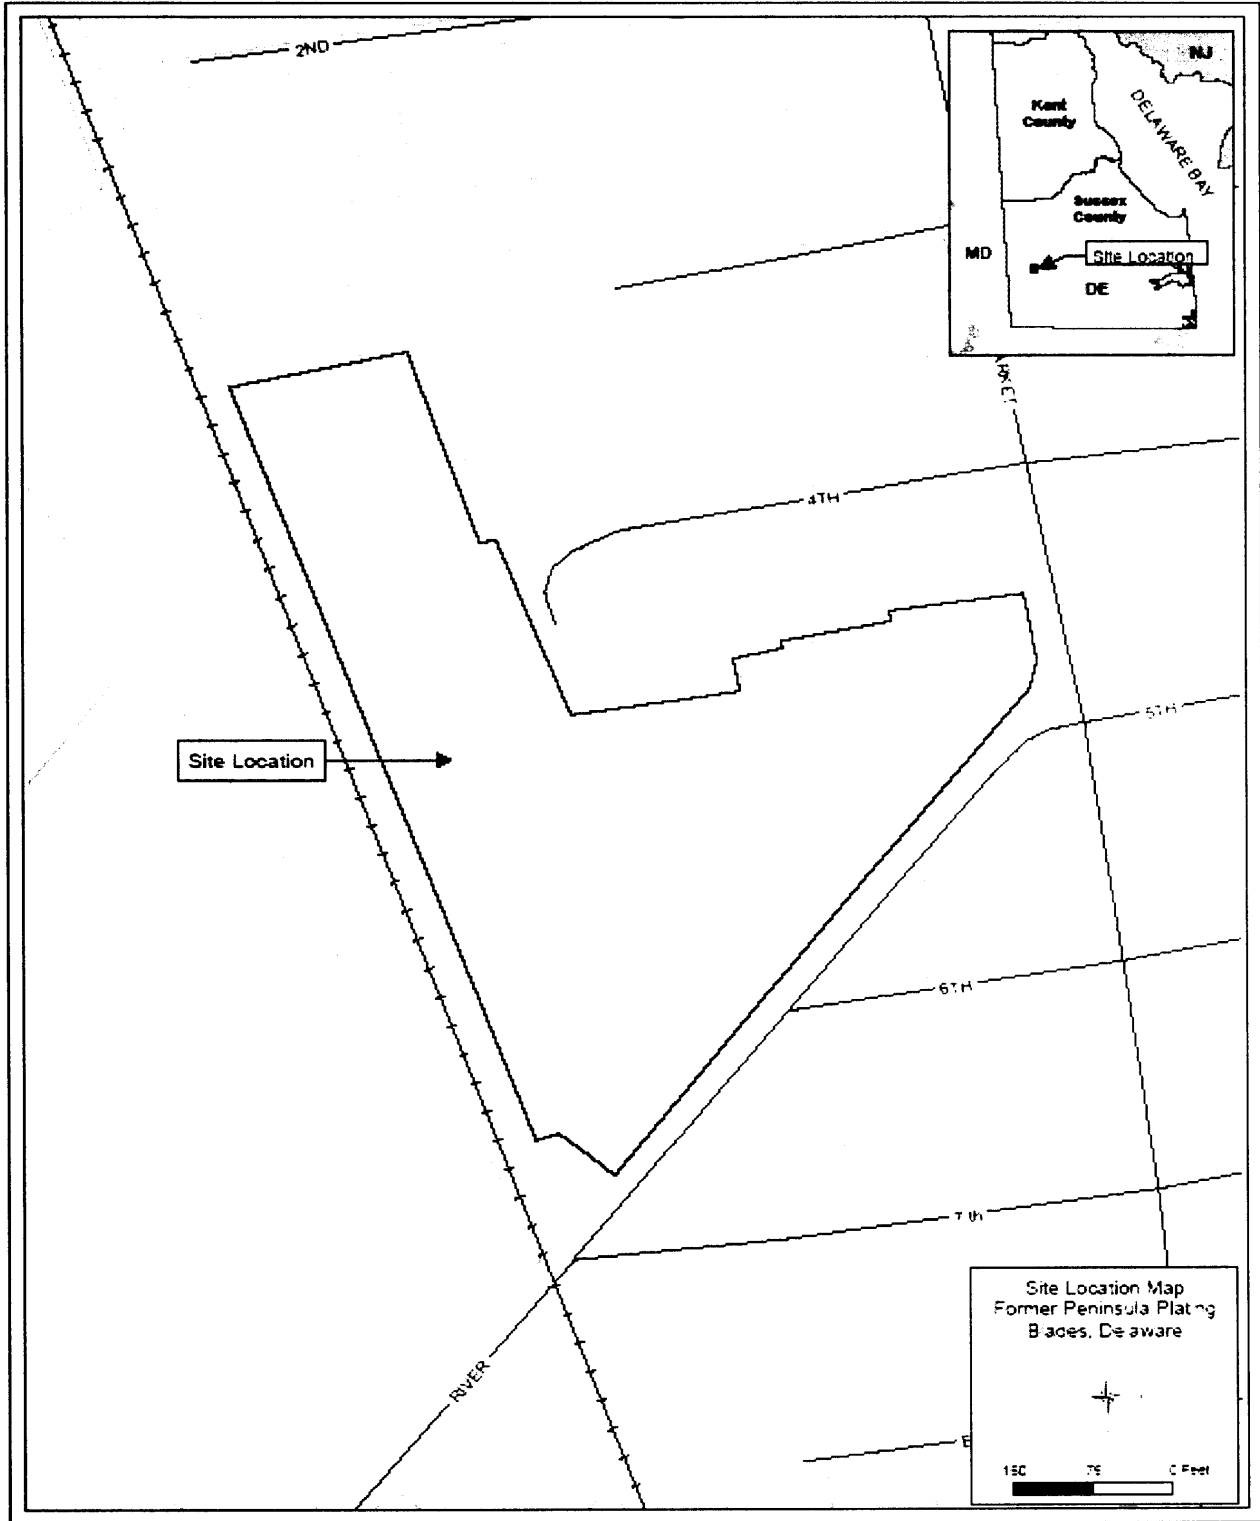 2ND
NJ
Kent
County
DELAWARE BAY
Sussex
County
MD
Site Location
DE
RKET
4TH
5TH
Site Location
6TH
7th
Site Location Map
Former Peninsula Plating
Blades, Delaware
RIVER
E
150 75 0 Feet